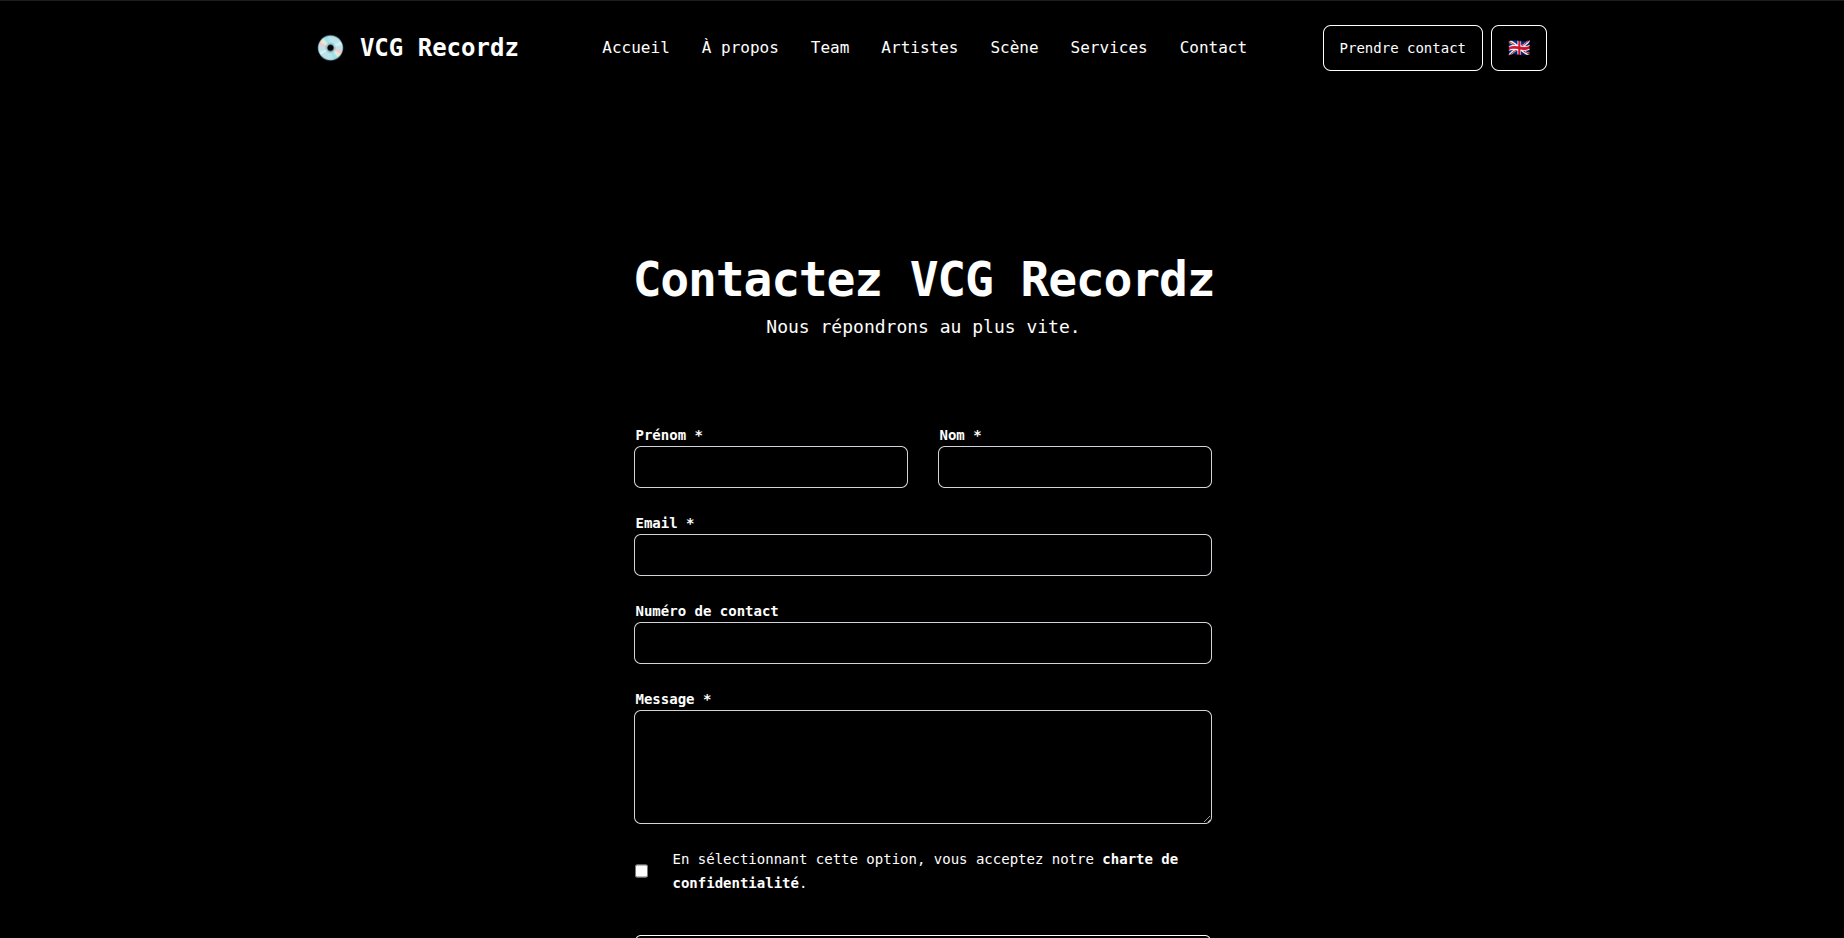 VCG Recordz
Accueil À propos Team Artistes Scène Services Contact
Prendre contact
Contactez VCG Recordz
Nous répondrons au plus vite.
Prénom * Nom *
Email *
Numéro de contact
Message *
En sélectionnant cette option, vous acceptez notre charte de
confidentialité.